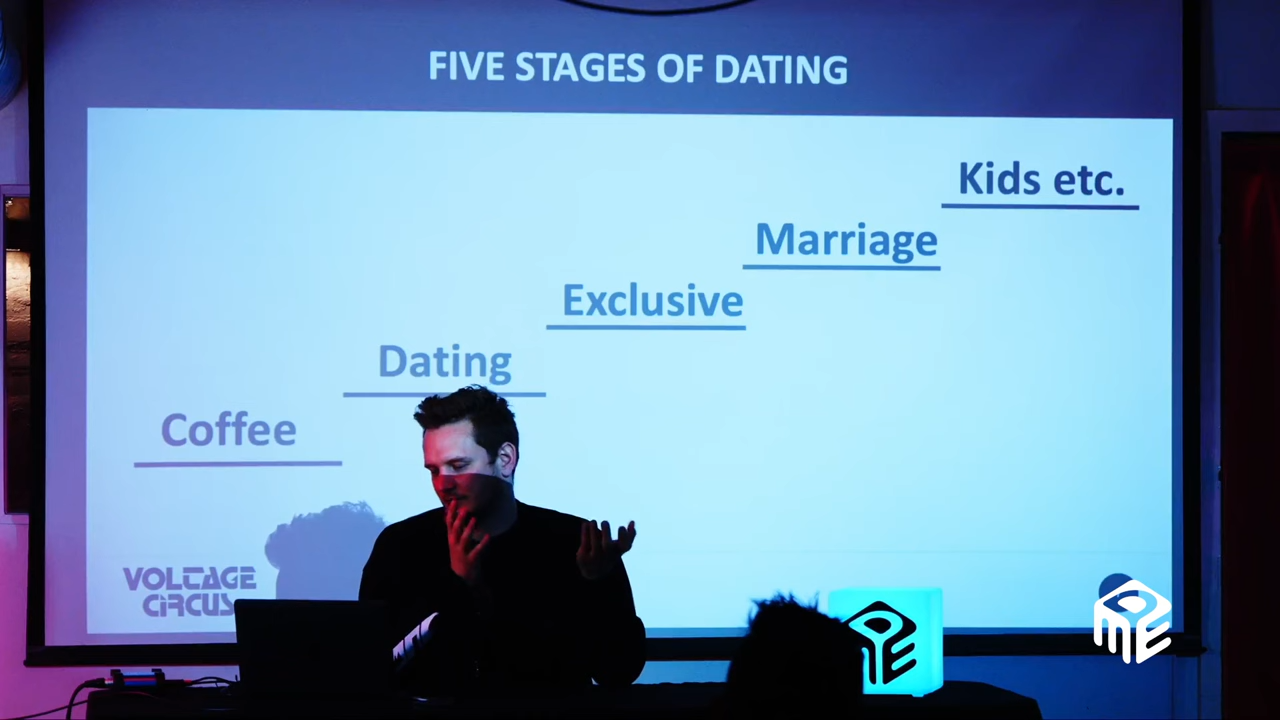 FIVE STAGES OF DATING
Kids etc.
Marriage
Exclusive
Dating
Coffee
VOLTAGE
CIRCUS